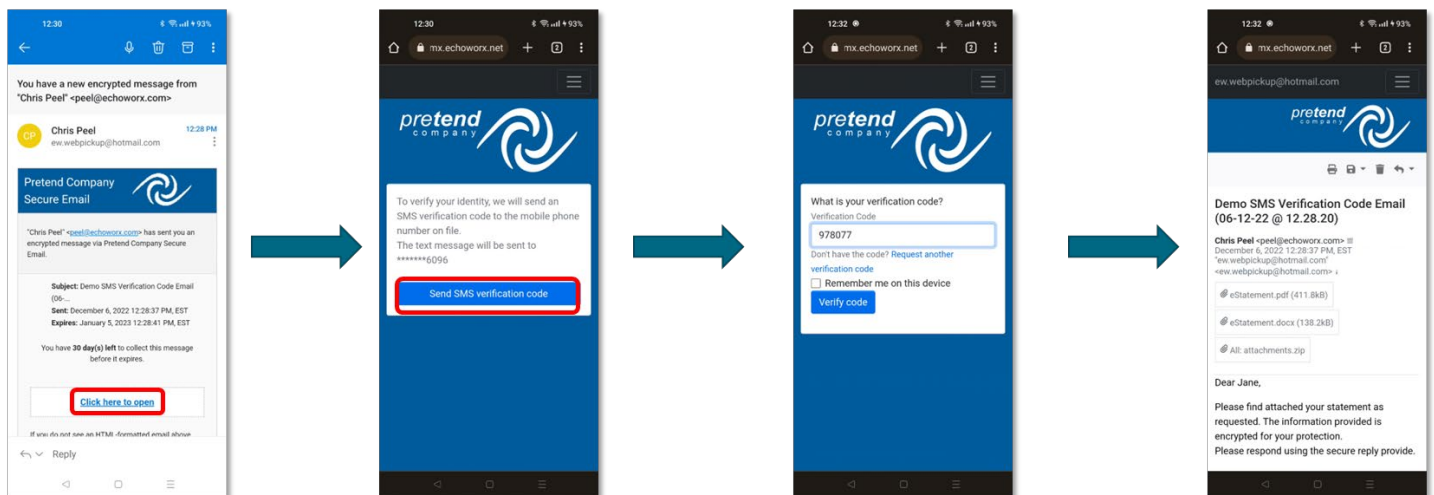 12:30
93%
You have a new encrypted message from
"Chris Peel" <peel@echoworx.com>
CP
Chris Peel
12:28 PM
ew.webpickup@hotmail.com
Pretend Company
Secure Email
"Chris Peel" <peel@echoworx.com> has sent you an
encrypted message via Pretend Company Secure
Email.
Subject: Demo SMS Verification Code Email
(06-...
Sent: December 6, 2022 12:28:37 PM, EST
Expires: January 5, 2023 12:28:41 PM, EST
You have 30 day(s) left to collect this message
before it expires.
Click here to open
If you do not see an HTML-formatted email above
Reply
12:30
93%
mx.echoworx.net
2
pretend
company
To verify your identity, we will send an
SMS verification code to the mobile phone
number on file.
The text message will be sent to
*******6096
Send SMS verification code
12:32
93%
mx.echoworx.net
2
pretend
company
What is your verification code?
Verification Code
978077
Don't have the code? Request another
verification code
Remember me on this device
Verify code
12:32
93%
mx.echoworx.net
2
ew.webpickup@hotmail.com
pretend
company
Demo SMS Verification Code Email
(06-12-22 @ 12.28.20)
Chris Peel <peel@echoworx.com>
December 6, 2022 12:28:37 PM, EST
"ew.webpickup@hotmail.com"
<ew.webpickup@hotmail.com>
eStatement.pdf (411.8kB)
eStatement.docx (138.2kB)
All: attachments.zip
Dear Jane,
Please find attached your statement as
requested. The information provided is
encrypted for your protection.
Please respond using the secure reply provide.